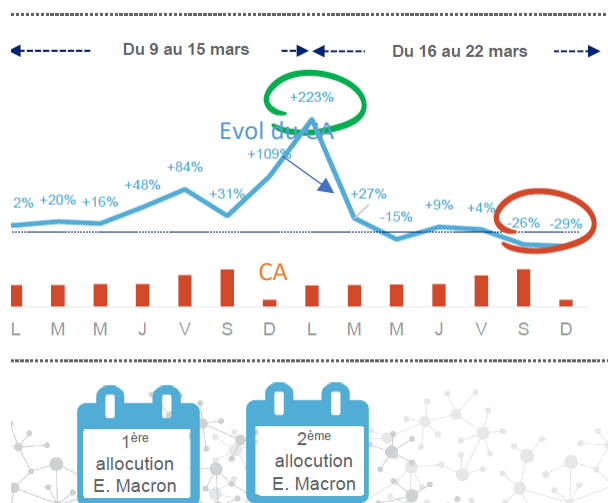 Du 9 au 15 mars
Du 16 au 22 mars
+223%
Evol du CA
+109%
+84%
+48%
+31%
2% +20% +16%
+27%
-15%
+9%
+4%
-26% -29%
CA
L M M J V S D L M M J V S D
1ère
allocution
E. Macron
2ème
allocution
E. Macron